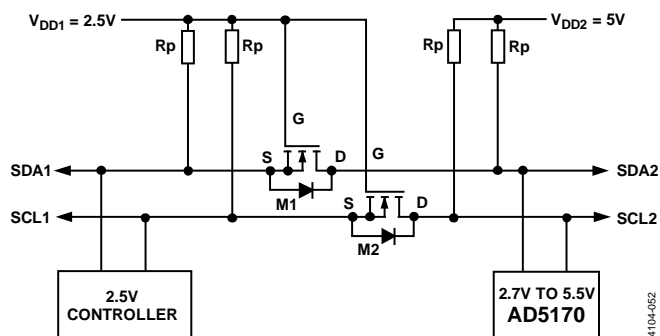 VDD1 = 2.5V
VDD2 = 5V
Rp
Rp
Rp
Rp
G
S
D
G
SDA1
SDA2
M1
S
D
SCL1
SCL2
M2
2.5V
CONTROLLER
2.7V TO 5.5V
AD5170
04104-052